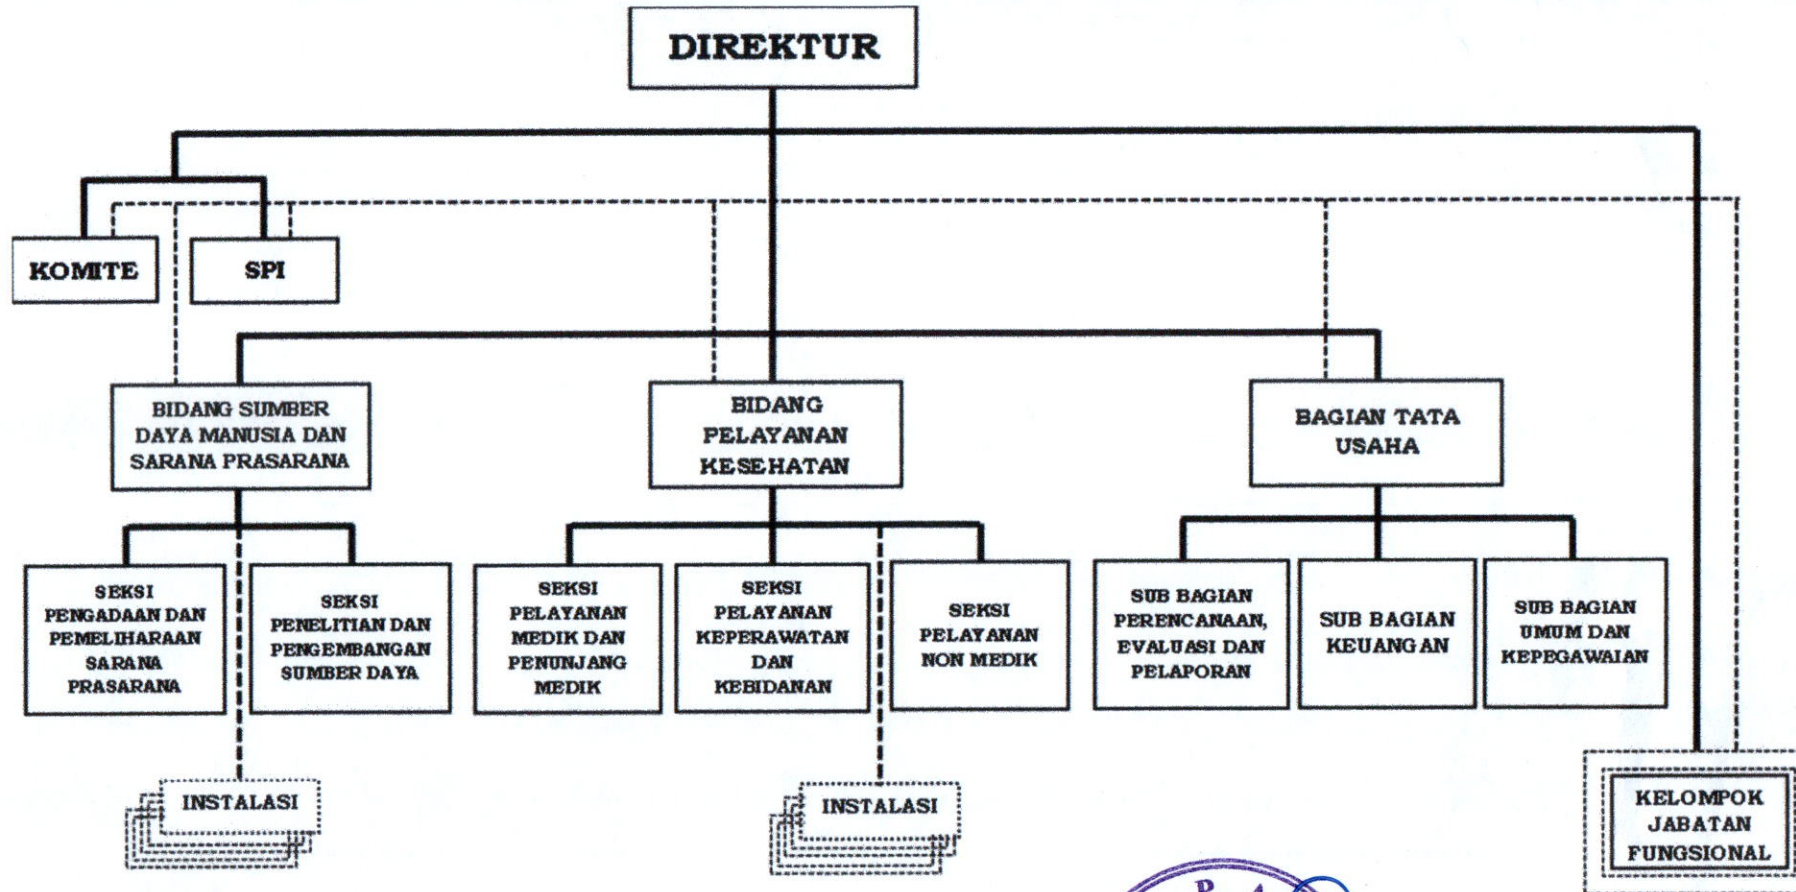 DIREKTUR
KOMITE
SPI
BIDANG SUMBER
DAYA MANUSIA DAN
SARANA PRASARANA
BIDANG
PELAYANAN
KESEHATAN
BAGIAN TATA
USAHA
SEKSI
PENGADAAN DAN
PEMELIHARAAN
SARANA
PRASARANA
SEKSI
PENELITIAN DAN
PENGEMBANGAN
SUMBER DAYA
SEKSI
PELAYANAN
MEDIK DAN
PENUNJANG
MEDIK
SEKSI
PELAYANAN
KEPERAWATAN
DAN
KEBIDANAN
SEKSI
PELAYANAN
NON MEDIK
SUB BAGIAN
PERENCANAAN,
EVALUASI DAN
PELAPORAN
SUB BAGIAN
KEUANGAN
SUB BAGIAN
UMUM DAN
KEPEGAWAIAN
INSTALASI
INSTALASI
KELOMPOK
JABATAN
FUNGSIONAL